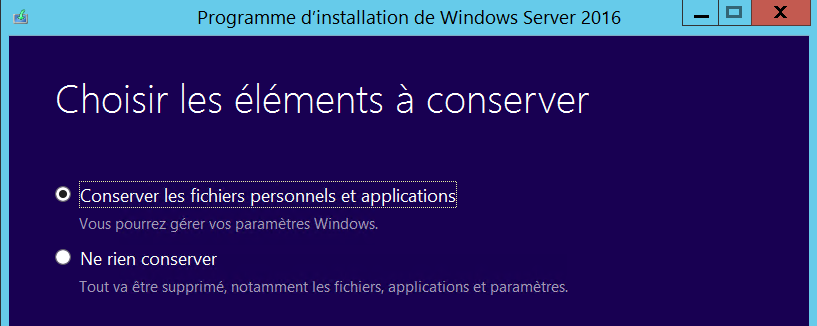 Programme d'installation de Windows Server 2016
Choisir les éléments à conserver
Conserver les fichiers personnels et applications
Vous pourrez gérer vos paramètres Windows.
Ne rien conserver
Tout va être supprimé, notamment les fichiers, applications et paramètres.